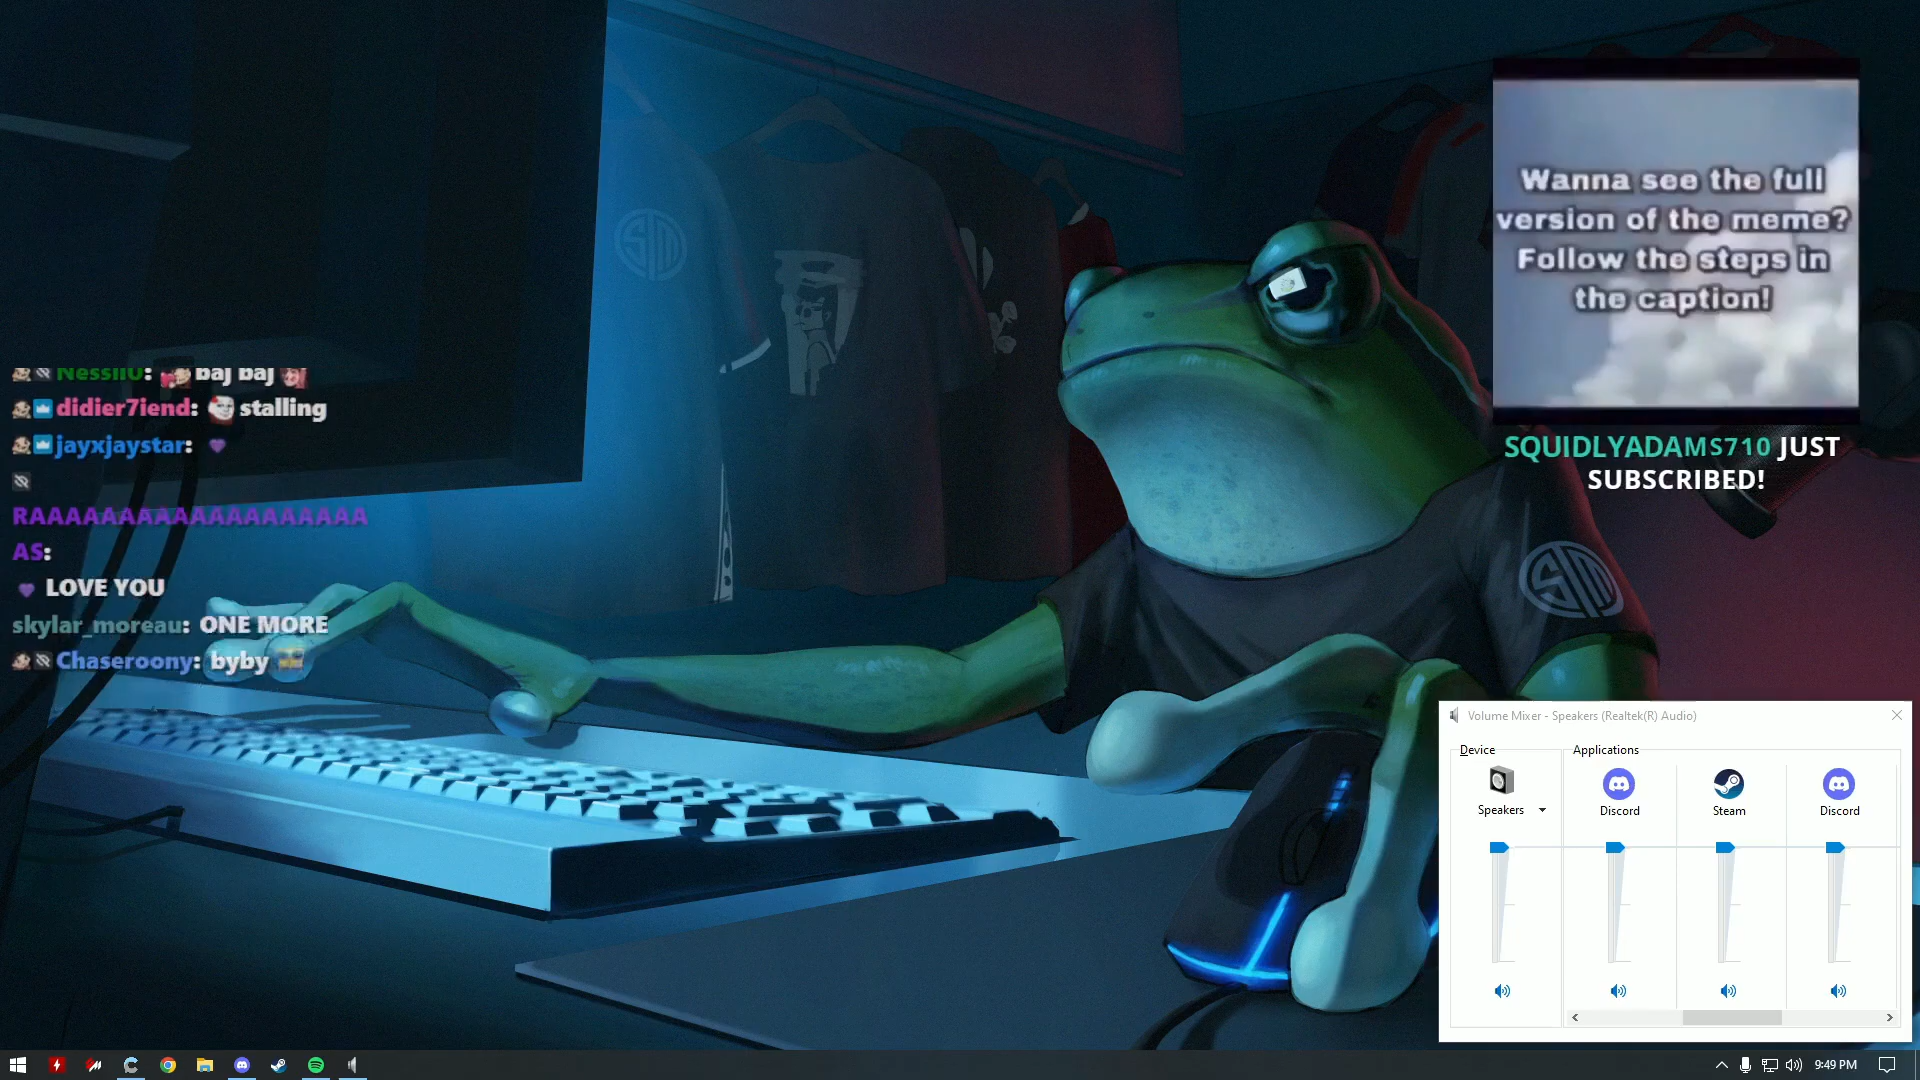 NessiiU: baj baj
didier7iend: stalling
jayxjaystar:
RAAAAAAAAAAAAAAAAAAA
AS:
LOVE YOU
skylar_moreau: ONE MORE
Chaseroony: byby
TSM
Wanna see the full
version of the meme?
Follow the steps in
the caption!
SQUIDLYADAMS710 JUST
SUBSCRIBED!
TSM
Volume Mixer - Speakers (Realtek(R) Audio)
Device
Applications
Speakers
Discord
Steam
Discord
9:49 PM